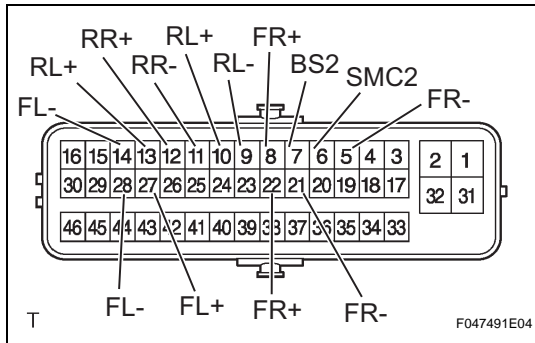 RR+ RL+ FR+
RL+ RR- RL- BS2 SMC2
FL- FR-
16 15 14 13 12 11 10 9 8 7 6 5 4 3 2 1
30 29 28 27 26 25 24 23 22 21 20 19 18 17 32 31
46 45 44 43 42 41 40 39 38 37 36 35 34 33
FL- FL+ FR+ FR-
T F047491E04